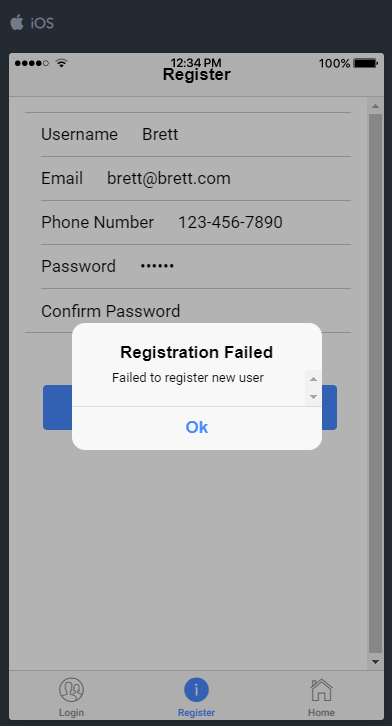 iOS
12:34 PM 100%
Register
Username Brett
Email brett@brett.com
Phone Number 123-456-7890
Password ••••••
Confirm Password
Registration Failed
Failed to register new user
Ok
Login Register Home